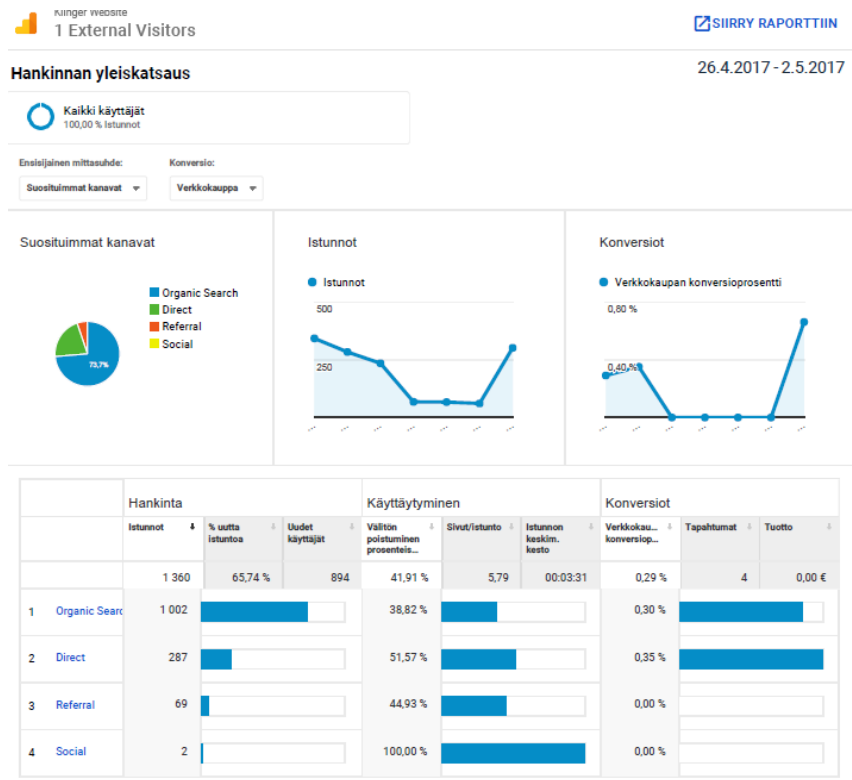 Klinger Website
1 External Visitors
SIIRRY RAPORTTIIN
Hankinnan yleiskatsaus
26.4.2017 - 2.5.2017
Kaikki käyttäjät
100,00 % Istunnot
Ensisijainen mittasuhde:
Konversio:
Suosituimmat kanavat
Verkkokauppa
Suosituimmat kanavat
Organic Search
Direct
Referral
Social
73,7%
Istunnot
Istunnot
500
250
...
...
...
...
...
...
...
Konversiot
Verkkokaupan konversioprosentti
0,80 %
0,40 %
...
...
...
...
...
...
...
Hankinta Käyttäytyminen Konversiot
Istunnot
% uutta
istuntoa
Uudet
käyttäjät
Välitön
poistuminen
prosenteis...
Sivut/istunto
Istunnon
keskim.
kesto
Verkkokau...
konversiop...
Tapahtumat
Tuotto
1 360 65,74 % 894 41,91 % 5,79 00:03:31 0,29 % 4 0,00 €
1 Organic Searc 1 002 38,82 % 0,30 %
2 Direct 287 51,57 % 0,35 %
3 Referral 69 44,93 % 0,00 %
4 Social 2 100,00 % 0,00 %